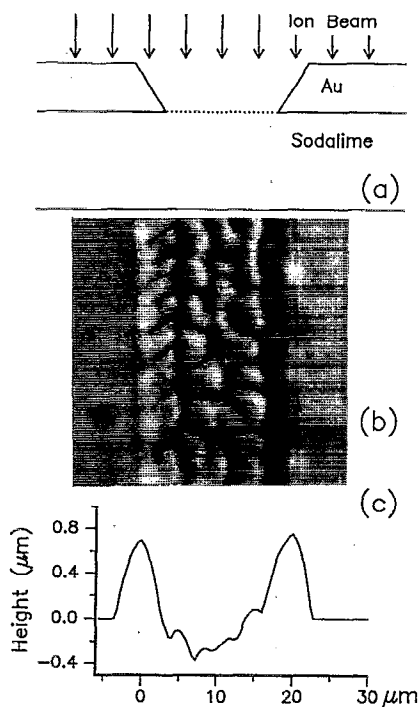 Ion Beam
Au
Sodalime
(a)
(b)
(c)
Height (μm)
0.8
0.4
0.0
-0.4
0
10
20
30 μm